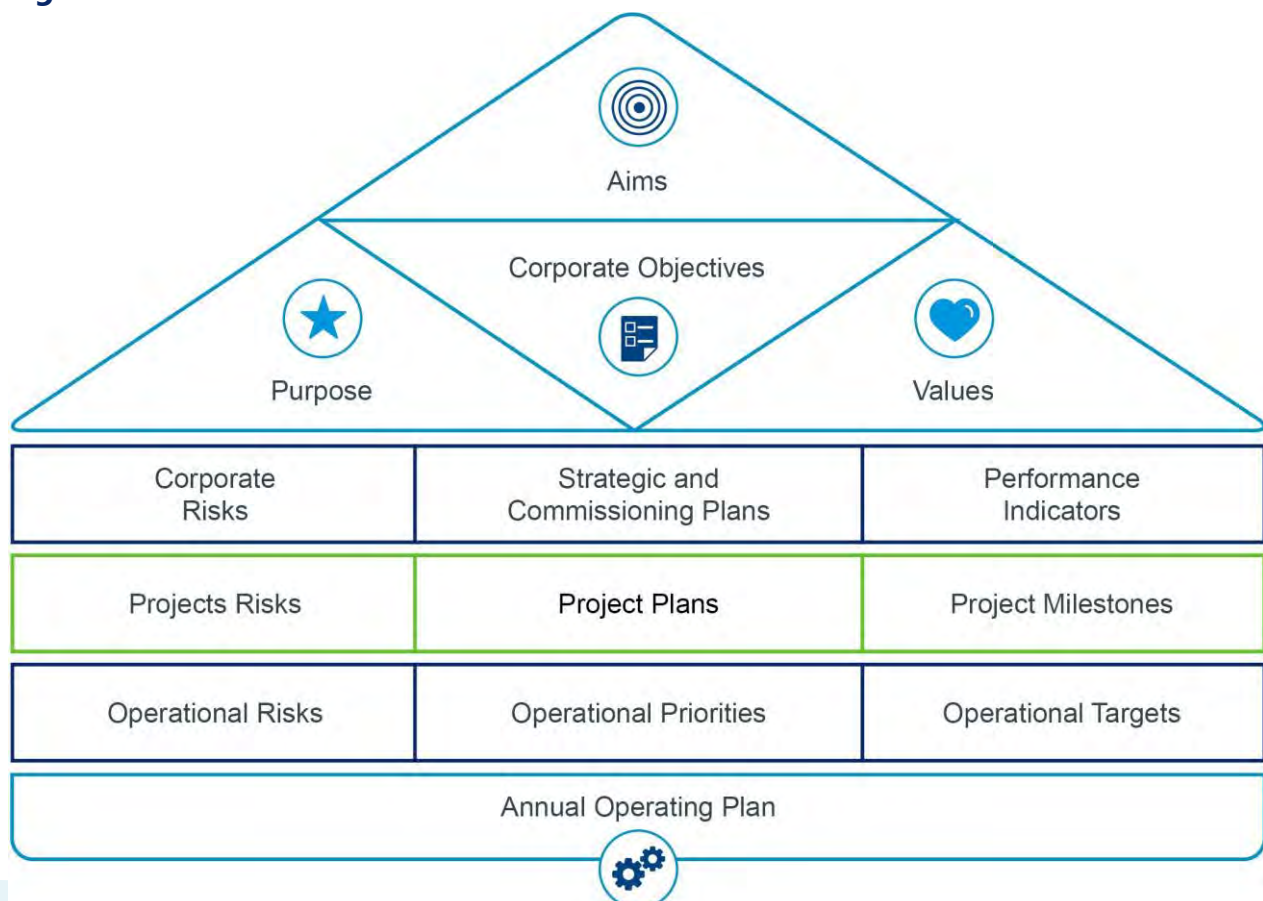 Aims
Corporate Objectives
Purpose
Values
Corporate
Risks
Strategic and
Commissioning Plans
Performance
Indicators
Projects Risks
Project Plans
Project Milestones
Operational Risks
Operational Priorities
Operational Targets
Annual Operating Plan